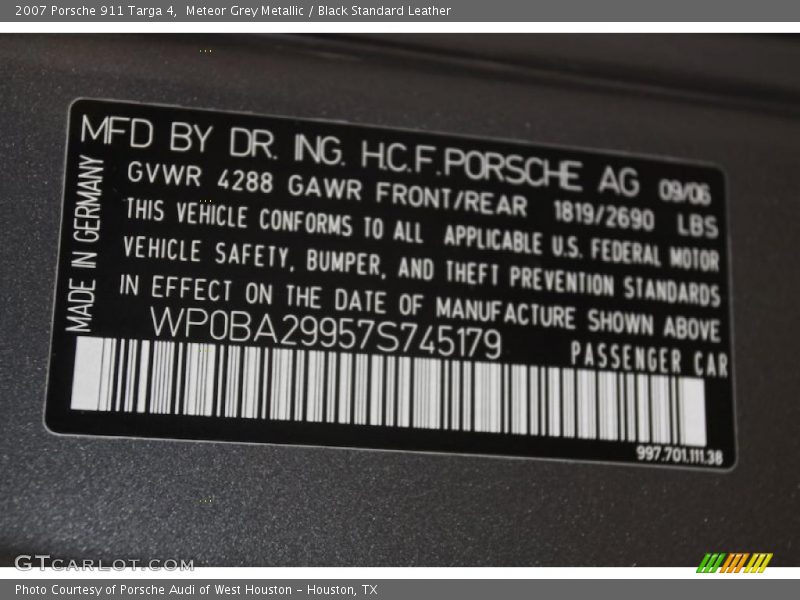 2007 Porsche 911 Targa 4,  Meteor Grey Metallic / Black Standard Leather
MFD BY DR. ING. H.C.F.PORSCHE AG 09/06
GVWR 4288 GAWR FRONT/REAR 1819/2690 LBS
THIS VEHICLE CONFORMS TO ALL APPLICABLE U.S. FEDERAL MOTOR
VEHICLE SAFETY, BUMPER, AND THEFT PREVENTION STANDARDS
IN EFFECT ON THE DATE OF MANUFACTURE SHOWN ABOVE
WP0BA29957S745179
PASSENGER CAR
MADE IN GERMANY
997.701.111.38
GTCARLOT.COM
Photo Courtesy of Porsche Audi of West Houston - Houston, TX